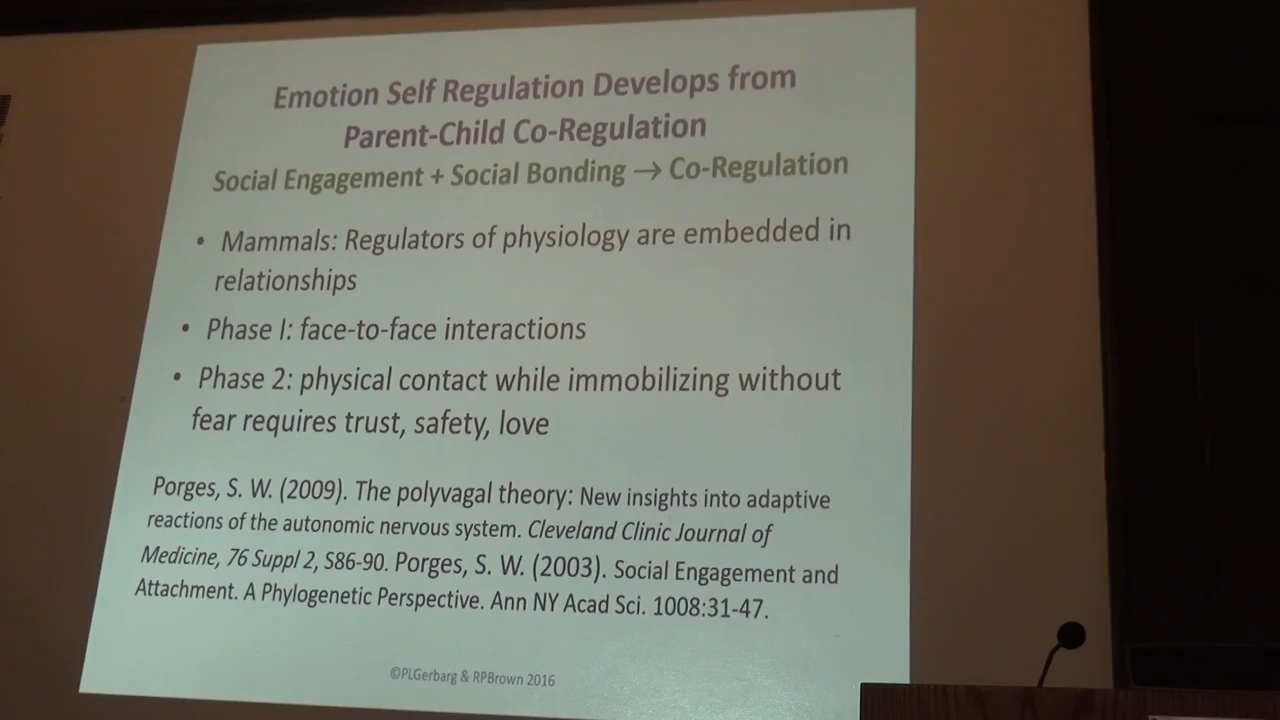 Emotion Self Regulation Develops from
Parent-Child Co-Regulation
Social Engagement + Social Bonding → Co-Regulation
• Mammals: Regulators of physiology are embedded in
relationships
• Phase I: face-to-face interactions
• Phase 2: physical contact while immobilizing without
fear requires trust, safety, love
Porges, S. W. (2009). The polyvagal theory: New insights into adaptive
reactions of the autonomic nervous system. Cleveland Clinic Journal of
Medicine, 76 Suppl 2, S86-90. Porges, S. W. (2003). Social Engagement and
Attachment. A Phylogenetic Perspective. Ann NY Acad Sci. 1008:31-47.
©PLGerbarg & RPBrown 2016